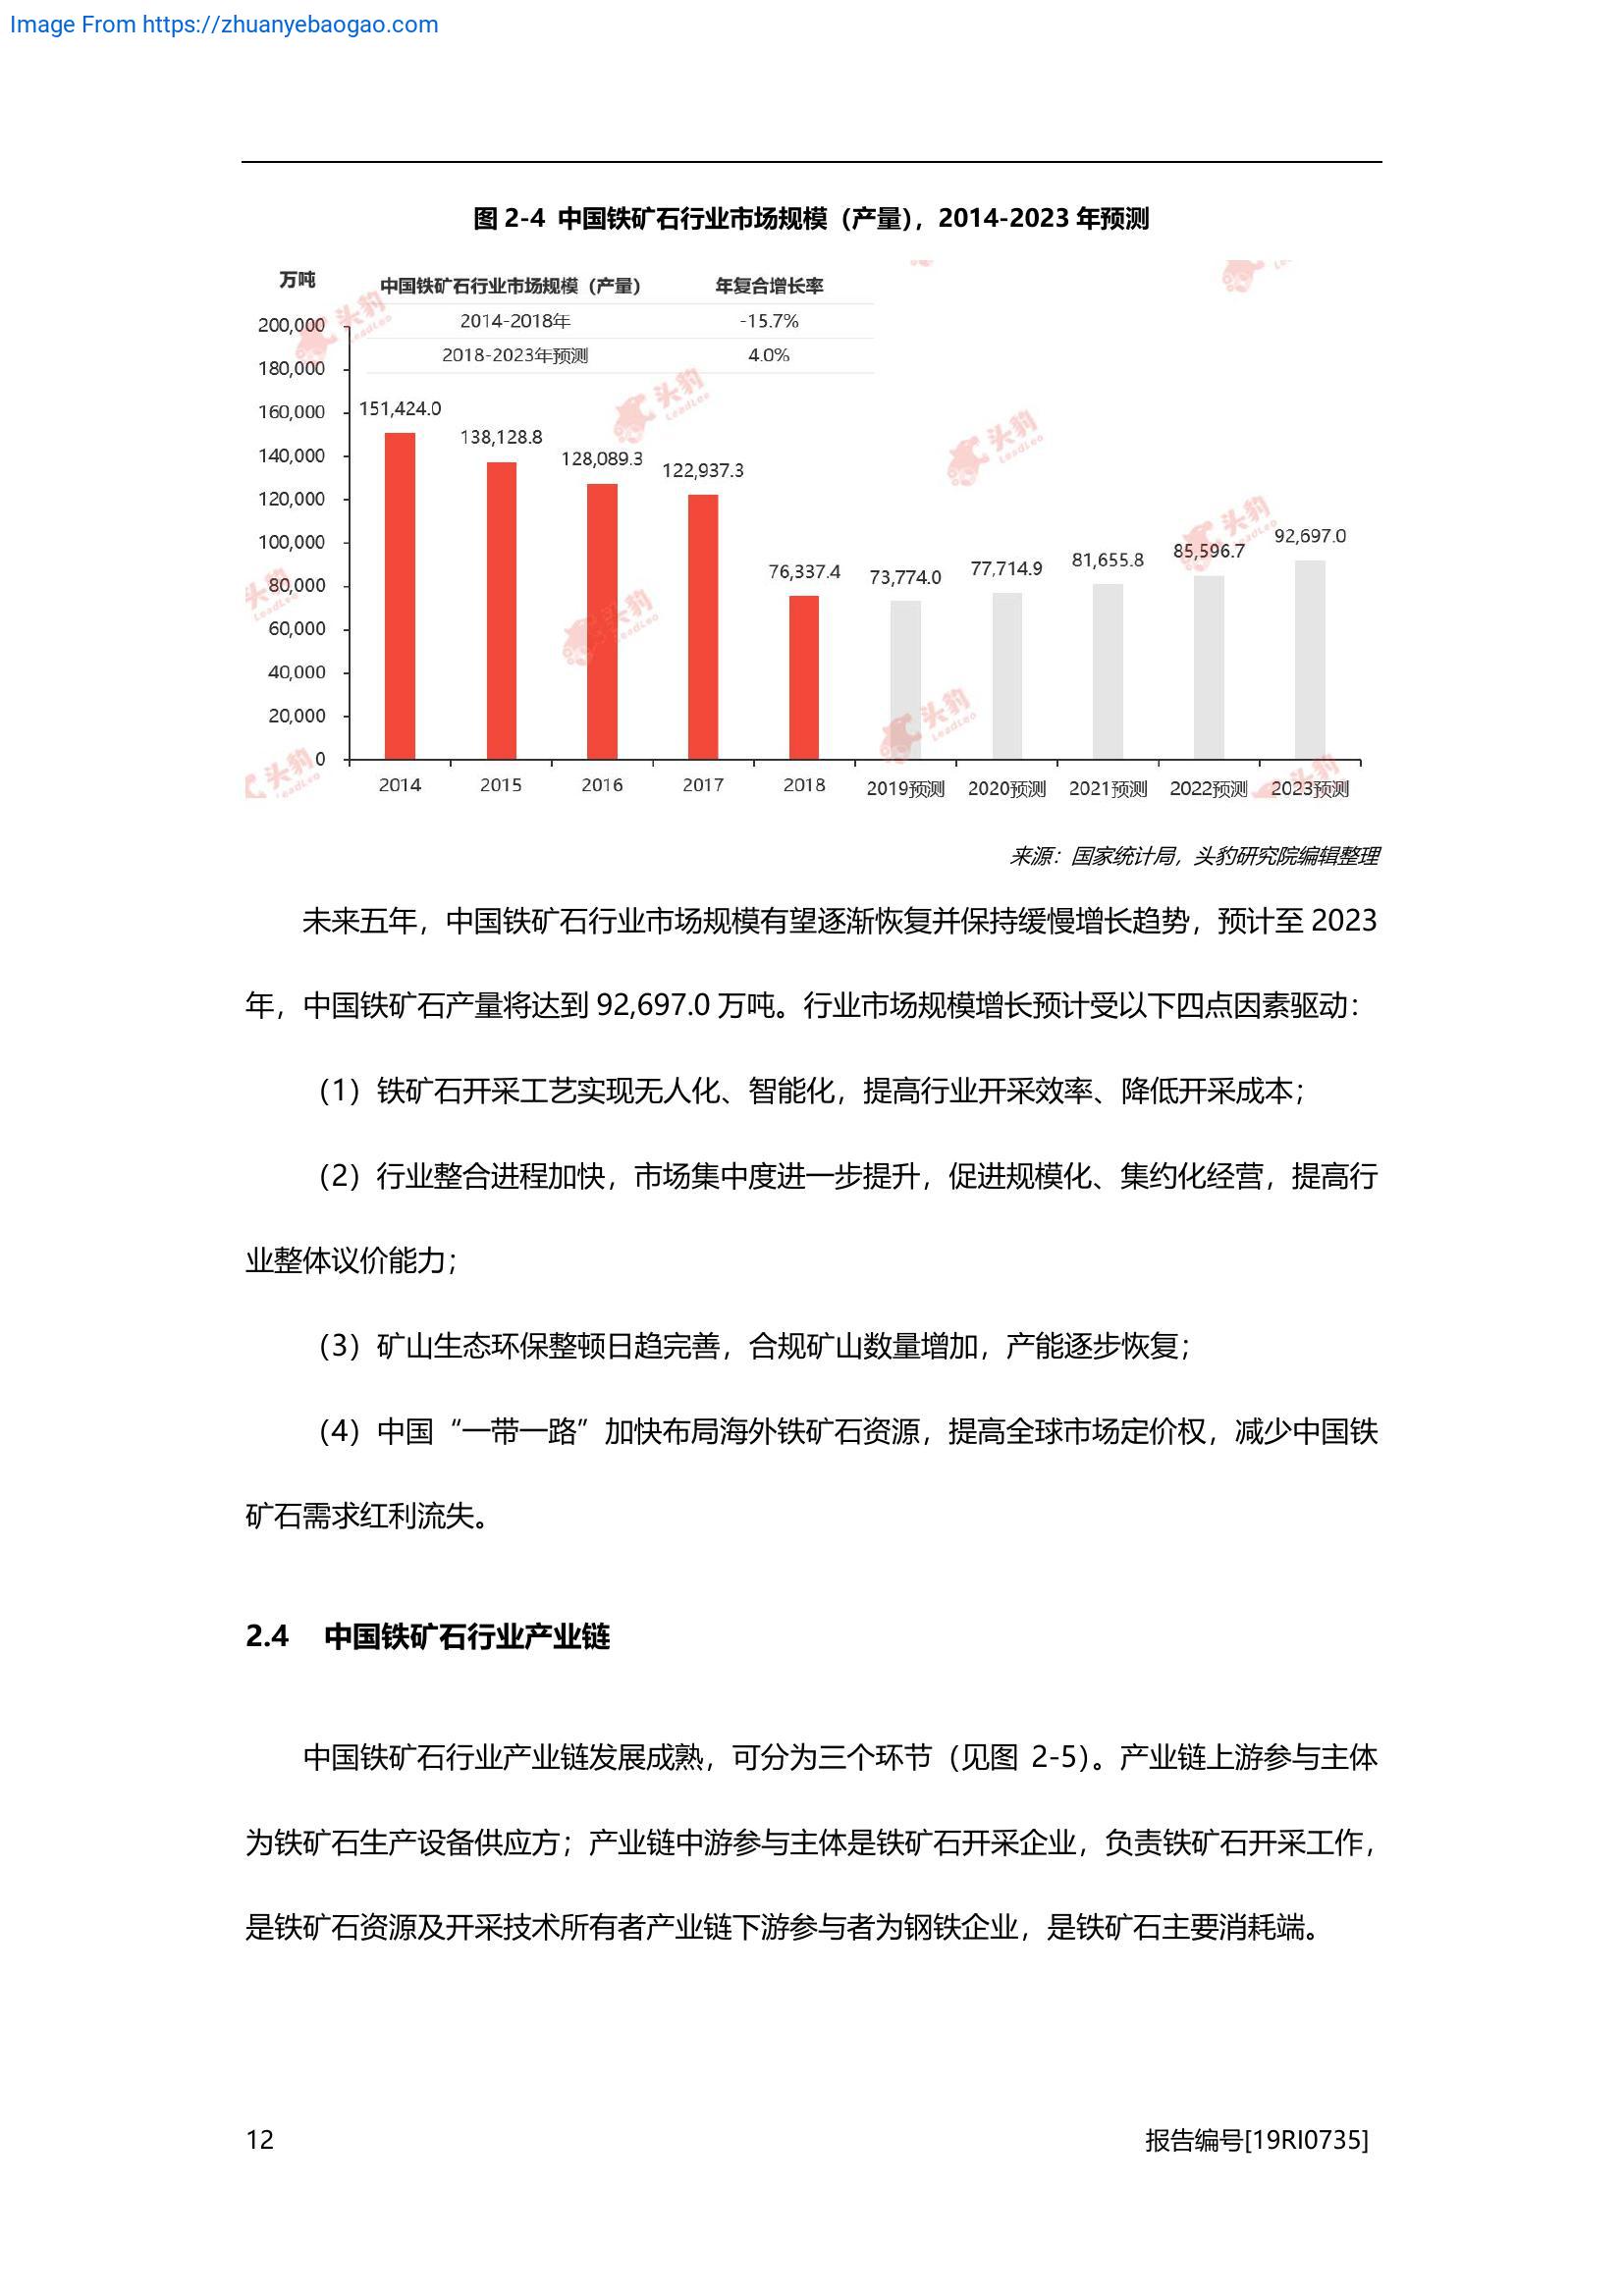 Image From https://zhuanyebaogao.com
图 2-4 中国铁矿石行业市场规模（产量），2014-2023 年预测
万吨
中国铁矿石行业市场规模（产量） 年复合增长率
2014-2018年 -15.7%
2018-2023年预测 4.0%
200,000
180,000
160,000
140,000
120,000
100,000
80,000
60,000
40,000
20,000
0
151,424.0
138,128.8
128,089.3
122,937.3
76,337.4
73,774.0
77,714.9
81,655.8
85,596.7
92,697.0
2014 2015 2016 2017 2018 2019预测 2020预测 2021预测 2022预测 2023预测
头豹
LeadLeo
来源：国家统计局，头豹研究院编辑整理
未来五年，中国铁矿石行业市场规模有望逐渐恢复并保持缓慢增长趋势，预计至 2023
年，中国铁矿石产量将达到 92,697.0 万吨。行业市场规模增长预计受以下四点因素驱动：
（1）铁矿石开采工艺实现无人化、智能化，提高行业开采效率、降低开采成本；
（2）行业整合进程加快，市场集中度进一步提升，促进规模化、集约化经营，提高行
业整体议价能力；
（3）矿山生态环保整顿日趋完善，合规矿山数量增加，产能逐步恢复；
（4）中国“一带一路”加快布局海外铁矿石资源，提高全球市场定价权，减少中国铁
矿石需求红利流失。
2.4 中国铁矿石行业产业链
中国铁矿石行业产业链发展成熟，可分为三个环节（见图 2-5）。产业链上游参与主体
为铁矿石生产设备供应方；产业链中游参与主体是铁矿石开采企业，负责铁矿石开采工作，
是铁矿石资源及开采技术所有者产业链下游参与者为钢铁企业，是铁矿石主要消耗端。
12 报告编号[19RI0735]